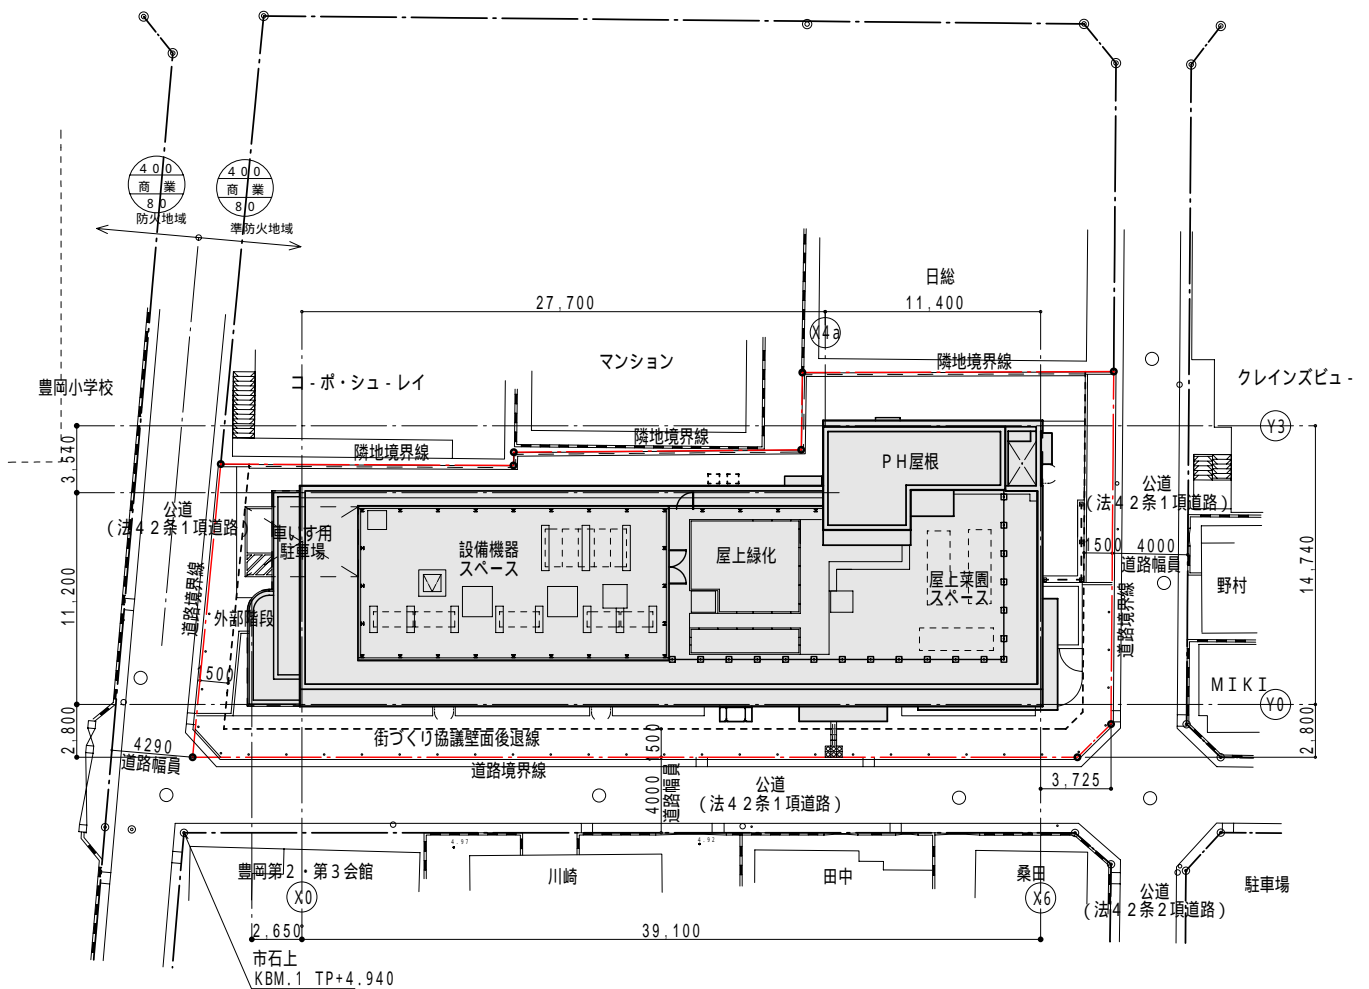 400
商 業
80
防火地域
400
商 業
80
準防火地域
日総
27,700
11,400
X4a
マンション
隣地境界線
コ-ポ・シュ-レイ
豊岡小学校
クレインズビュ-
Y3
隣地境界線
隣地境界線
3,540
PH屋根
公道
(法42条1項道路)
公道
(法42条1項道路)
車いす用
駐車場
設備機器
スペース
屋上緑化
屋上菜園
スペース
1500
4000
道路幅員
14,740
野村
11,200
道路境界線
外部階段
道路境界線
1500
MIKI
Y0
2,800
4290
道路幅員
街づくり協議壁面後退線
道路境界線
1500
4000
道路幅員
公道
(法42条1項道路)
3,725
2,800
4.97
4.92
豊岡第2・第3会館
川崎
田中
桑田
駐車場
X0
X6
公道
(法42条2項道路)
2,650
39,100
市石上
KBM.1 TP+4.940